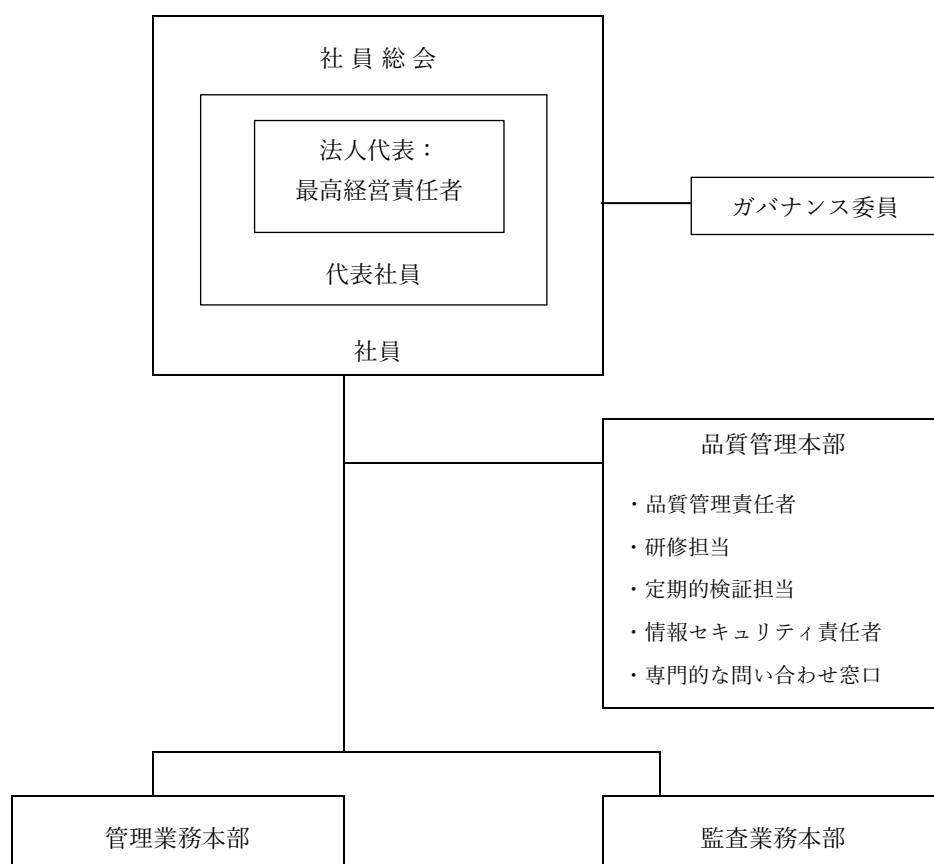 社 員 総 会
法人代表：
最高経営責任者
代表社員
社員
ガバナンス委員
品質管理本部
・品質管理責任者
・研修担当
・定期的検証担当
・情報セキュリティ責任者
・専門的な問い合わせ窓口
管理業務本部
監査業務本部